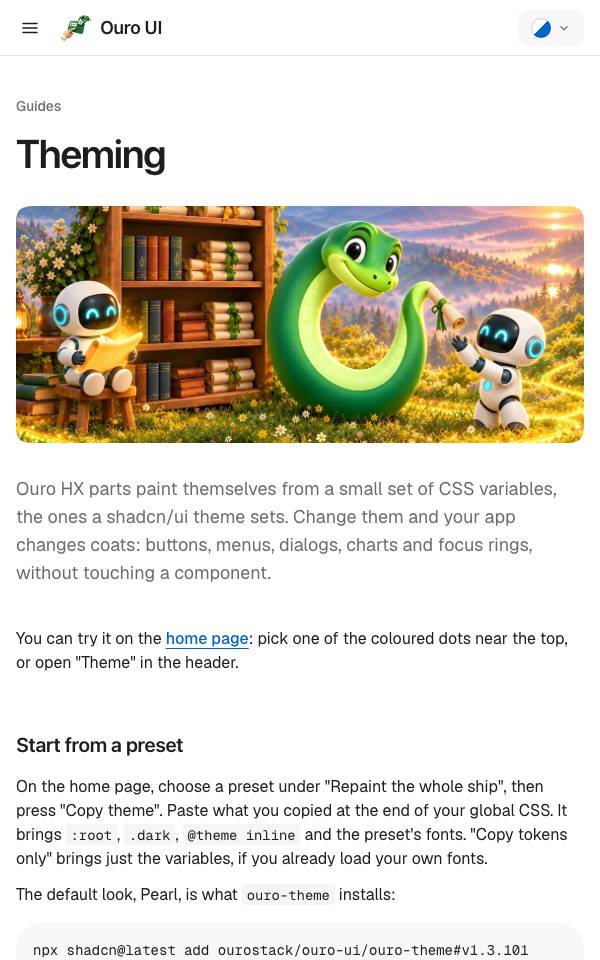 Ouro UI
Guides
Theming
Ouro HX parts paint themselves from a small set of CSS variables,
the ones a shadcn/ui theme sets. Change them and your app
changes coats: buttons, menus, dialogs, charts and focus rings,
without touching a component.
You can try it on the home page: pick one of the coloured dots near the top,
or open "Theme" in the header.
Start from a preset
On the home page, choose a preset under "Repaint the whole ship", then
press "Copy theme". Paste what you copied at the end of your global CSS. It
brings :root, .dark, @theme inline and the preset's fonts. "Copy tokens
only" brings just the variables, if you already load your own fonts.
The default look, Pearl, is what ouro-theme installs:
npx shadcn@latest add ourostack/ouro-ui/ouro-theme#v1.3.101